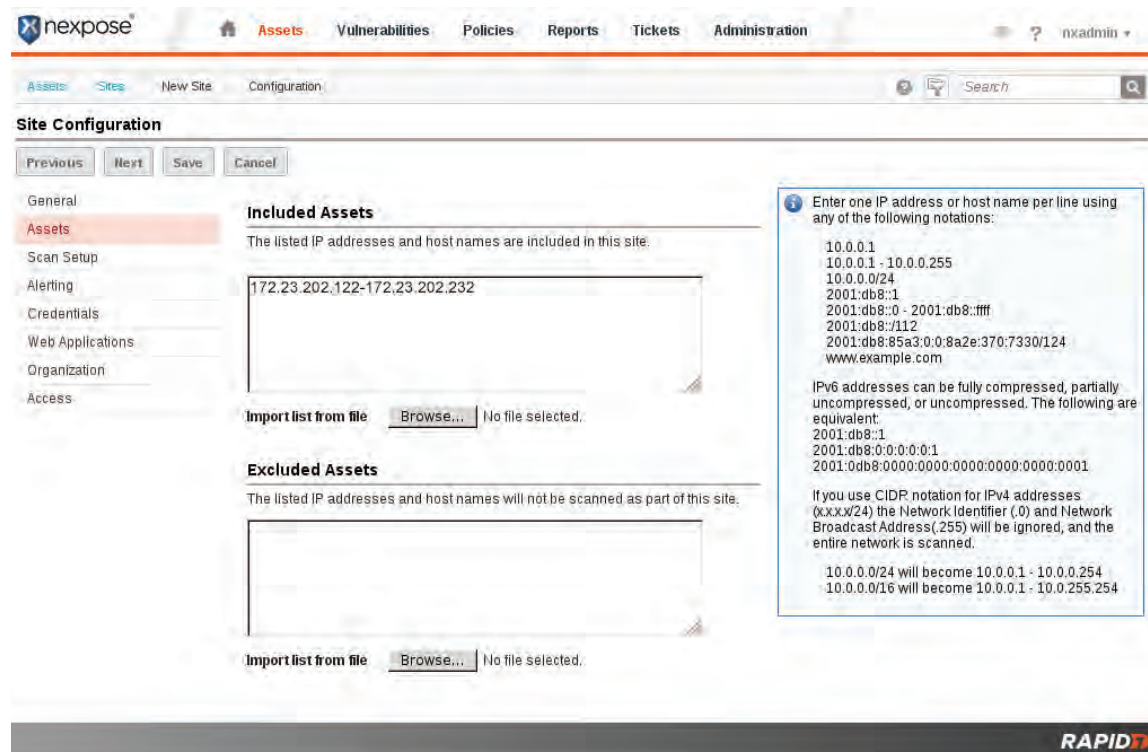 nexpose
Assets Vulnerabilities Policies Reports Tickets Administration ? nxadmin
Assets Sites New Site Configuration ? Search
Site Configuration
Previous Next Save Cancel
General
Assets
Scan Setup
Alerting
Credentials
Web Applications
Organization
Access
Included Assets
The listed IP addresses and host names are included in this site.
172.23.202.122-172.23.202.232
Import list from file Browse... No file selected.
Excluded Assets
The listed IP addresses and host names will not be scanned as part of this site.
Import list from file Browse... No file selected.
Enter one IP address or host name per line using
any of the following notations:
10.0.0.1
10.0.0.1 - 10.0.0.255
10.0.0.0/24
2001:db8::1
2001:db8::0 - 2001:db8::ffff
2001:db8::/112
2001:db8:85a3:0:0:8a2e:370:7330/124
www.example.com
IPv6 addresses can be fully compressed, partially
uncompressed, or uncompressed. The following are
equivalent:
2001:db8::1
2001:db8:0:0:0:0:0:1
2001:0db8:0000:0000:0000:0000:0000:0001
If you use CIDR notation for IPv4 addresses
(x.x.x.x/24) the Network Identifier (.0) and Network
Broadcast Address(.255) will be ignored, and the
entire network is scanned.
10.0.0.0/24 will become 10.0.0.1 - 10.0.0.254
10.0.0.0/16 will become 10.0.0.1 - 10.0.255.254
RAPID7